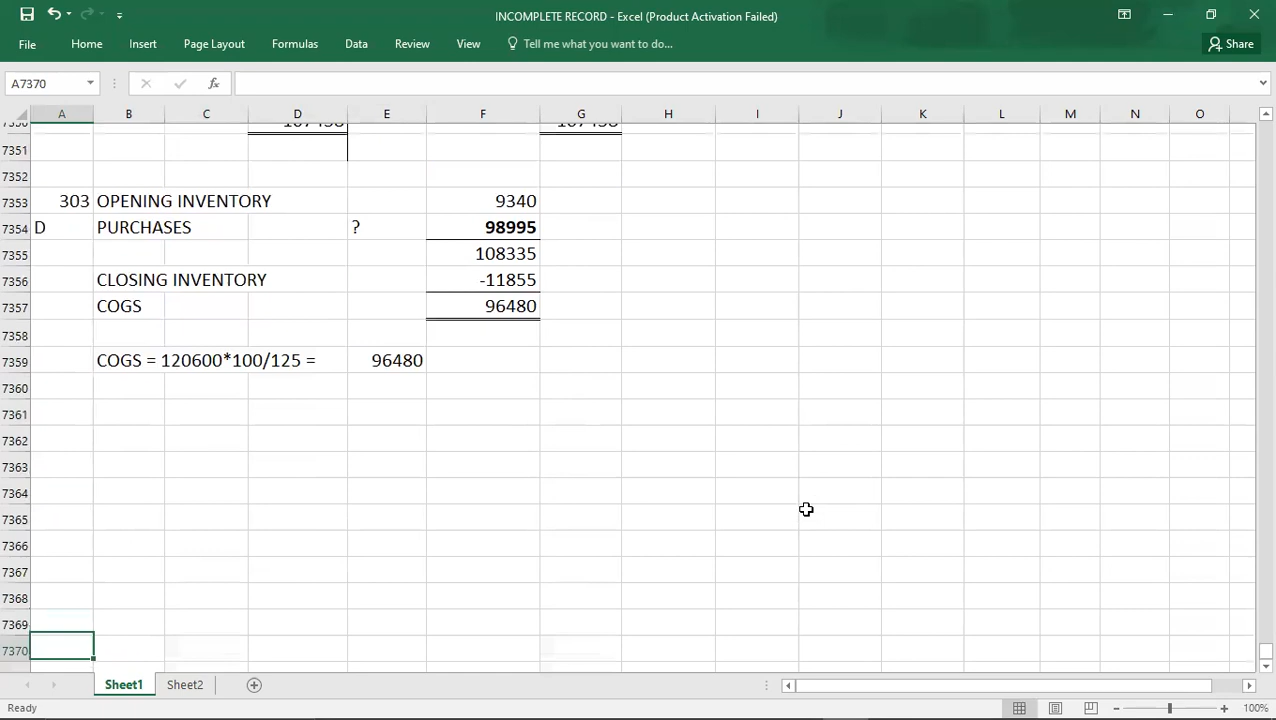 INCOMPLETE RECORD - Excel (Product Activation Failed)
File Home Insert Page Layout Formulas Data Review View Tell me what you want to do... Share
A7370 fx
A B C D E F G H I J K L M N O
7351
7352
7353 303 OPENING INVENTORY 9340
7354 D PURCHASES ? 98995
7355 108335
7356 CLOSING INVENTORY -11855
7357 COGS 96480
7358
7359 COGS = 120600*100/125 = 96480
7360
7361
7362
7363
7364
7365
7366
7367
7368
7369
7370
Sheet1 Sheet2
Ready 100%